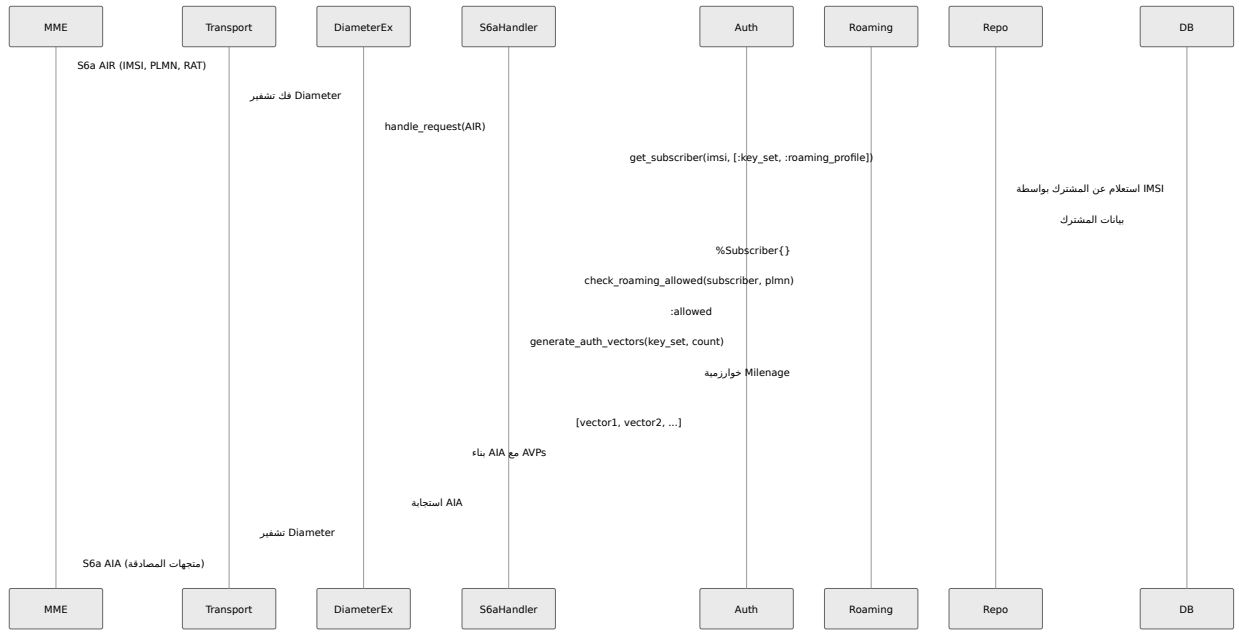 MME
Transport
DiameterEx
S6aHandler
Auth
Roaming
Repo
DB
S6a AIR (IMSI, PLMN, RAT)
فك تشفير Diameter
handle_request(AIR)
get_subscriber(imsi, [:key_set, :roaming_profile])
استعلام عن المشترك بواسطة IMSI
بيانات المشترك
%Subscriber{}
check_roaming_allowed(subscriber, plmn)
:allowed
generate_auth_vectors(key_set, count)
خوارزمية Milenage
[vector1, vector2, ...]
بناء AIA مع AVPs
استجابة AIA
تشفير Diameter
S6a AIA (متجهات المصادقة)
MME
Transport
DiameterEx
S6aHandler
Auth
Roaming
Repo
DB